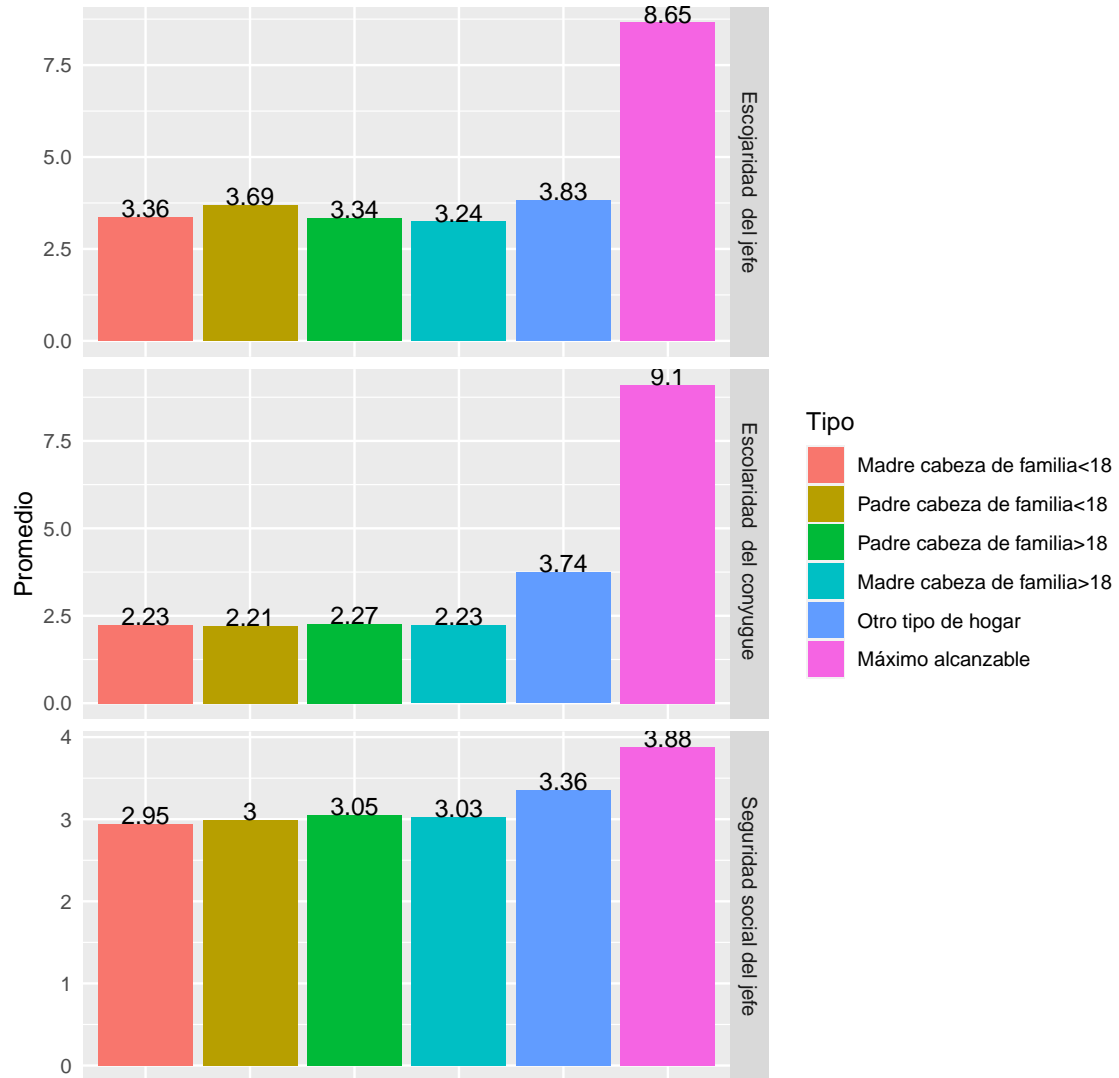 8.65
7.5
5.0
3.36
3.69
3.34
3.24
3.83
2.5
0.0
Escojaridad del jefe
9.1
7.5
5.0
3.74
2.5
2.23
2.21
2.27
2.23
0.0
Escolaridad del conyugue
Promedio
4
3.88
3.36
3
2.95
3
3.05
3.03
2
1
0
Seguridad social del jefe
Tipo
Madre cabeza de familia<18
Padre cabeza de familia<18
Padre cabeza de familia>18
Madre cabeza de familia>18
Otro tipo de hogar
Máximo alcanzable